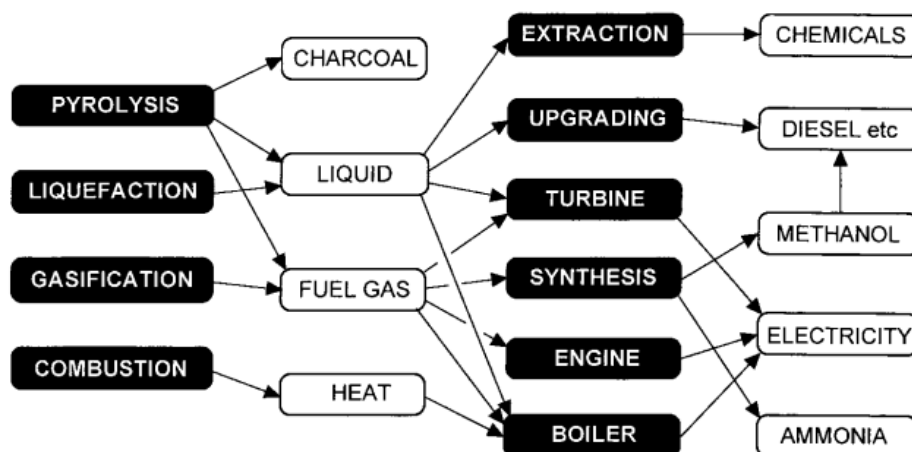 PYROLYSIS
LIQUEFACTION
GASIFICATION
COMBUSTION
CHARCOAL
LIQUID
FUEL GAS
HEAT
EXTRACTION
UPGRADING
TURBINE
SYNTHESIS
ENGINE
BOILER
CHEMICALS
DIESEL etc
METHANOL
ELECTRICITY
AMMONIA